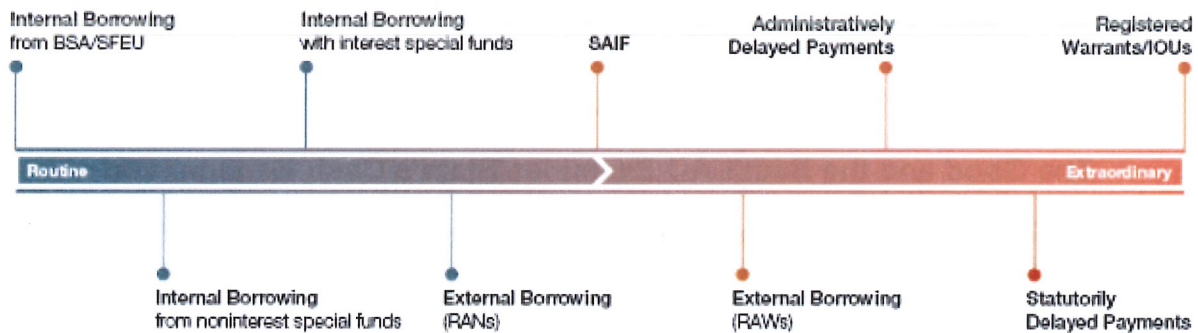 Internal Borrowing
from BSA/SFEU
Internal Borrowing
with interest special funds
SAIF
Administratively
Delayed Payments
Registered
Warrants/IOUs
Routine
Extraordinary
Internal Borrowing
from noninterest special funds
External Borrowing
(RANs)
External Borrowing
(RAWs)
Statutorily
Delayed Payments